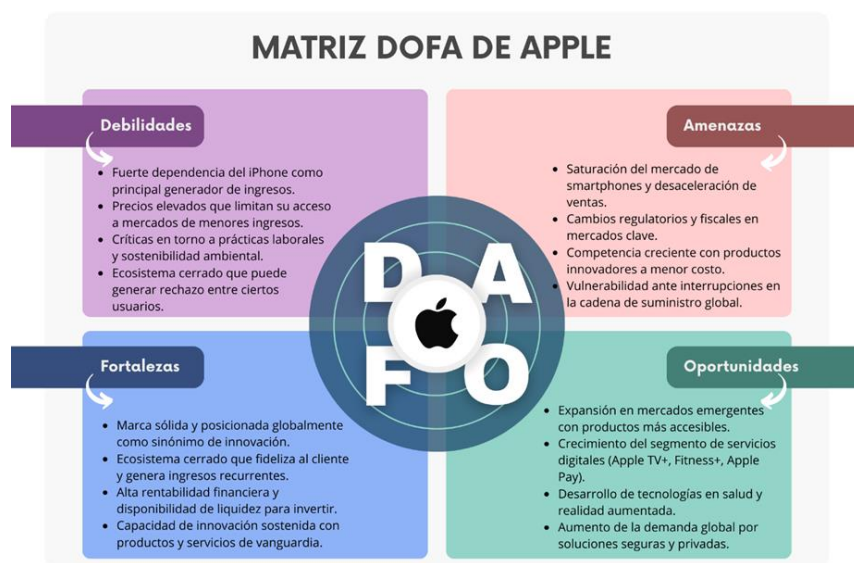 MATRIZ DOFA DE APPLE
Debilidades
• Fuerte dependencia del iPhone como
principal generador de ingresos.
• Precios elevados que limitan su acceso
a mercados de menores ingresos.
• Críticas en torno a prácticas laborales
y sostenibilidad ambiental.
• Ecosistema cerrado que puede
generar rechazo entre ciertos
usuarios.
Amenazas
• Saturación del mercado de
smartphones y desaceleración de
ventas.
• Cambios regulatorios y fiscales en
mercados clave.
• Competencia creciente con productos
innovadores a menor costo.
• Vulnerabilidad ante interrupciones en
la cadena de suministro global.
D A
F O
Fortalezas
• Marca sólida y posicionada globalmente
como sinónimo de innovación.
• Ecosistema cerrado que fideliza al cliente
y genera ingresos recurrentes.
• Alta rentabilidad financiera y
disponibilidad de liquidez para invertir.
• Capacidad de innovación sostenida con
productos y servicios de vanguardia.
Oportunidades
• Expansión en mercados emergentes
con productos más accesibles.
• Crecimiento del segmento de servicios
digitales (Apple TV+, Fitness+, Apple
Pay).
• Desarrollo de tecnologías en salud y
realidad aumentada.
• Aumento de la demanda global por
soluciones seguras y privadas.